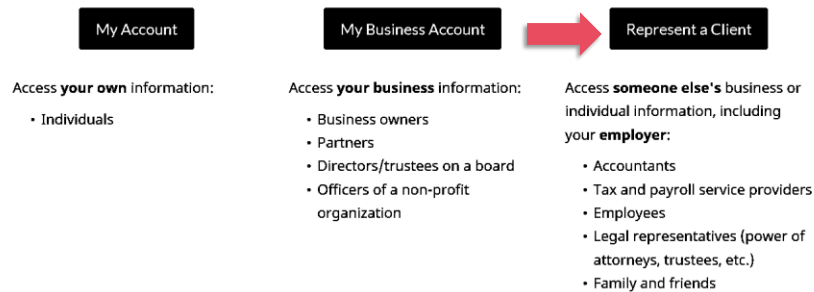 My Account
Access your own information:
• Individuals
My Business Account
Access your business information:
• Business owners
• Partners
• Directors/trustees on a board
• Officers of a non-profit
organization
Represent a Client
Access someone else's business or
individual information, including
your employer:
• Accountants
• Tax and payroll service providers
• Employees
• Legal representatives (power of
attorneys, trustees, etc.)
• Family and friends